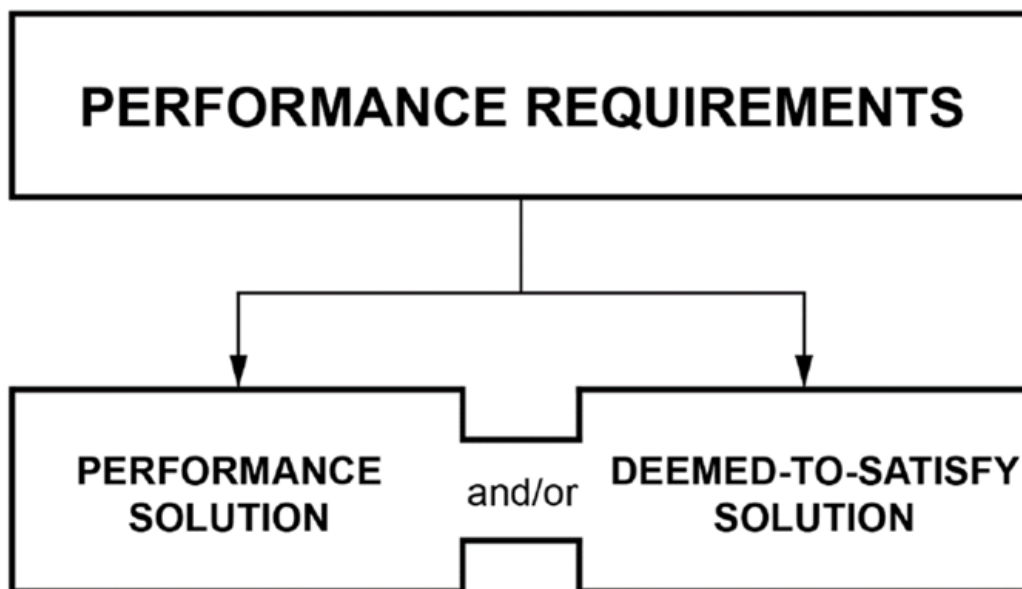 PERFORMANCE REQUIREMENTS
PERFORMANCE
SOLUTION
and/or
DEEMED-TO-SATISFY
SOLUTION